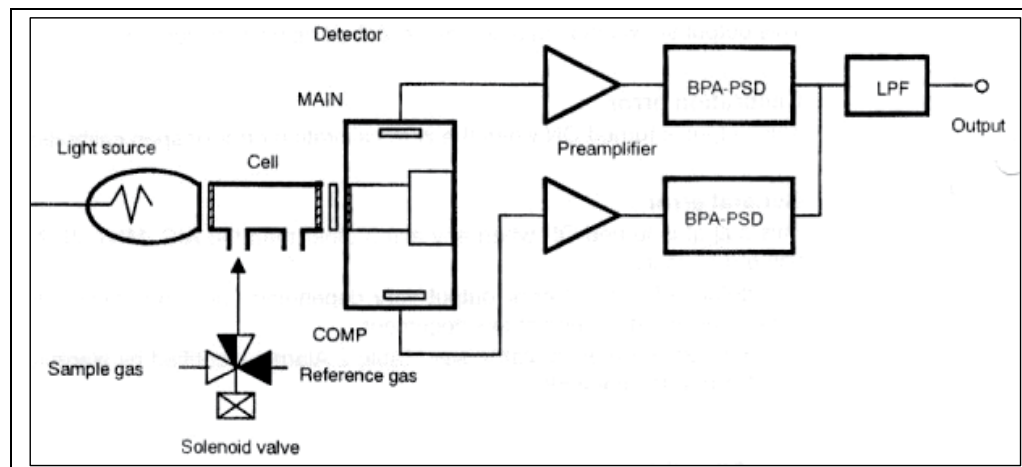 Detector
MAIN
BPA-PSD
LPF
Output
Preamplifier
Light source
Cell
BPA-PSD
COMP
Sample gas
Reference gas
Solenoid valve